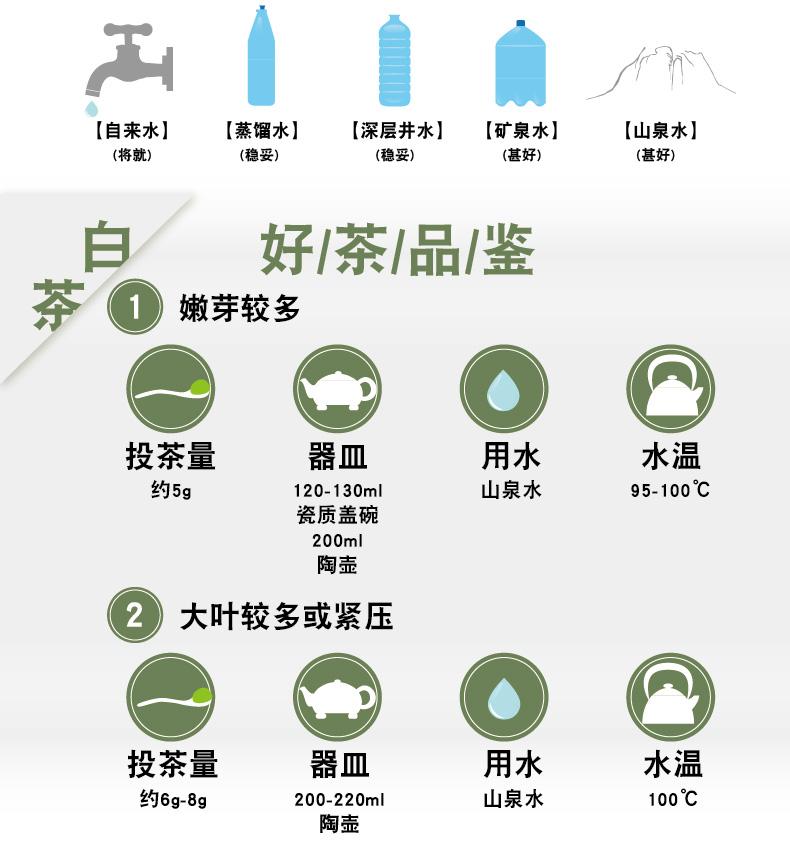 【自来水】 【蒸馏水】 【深层井水】 【矿泉水】 【山泉水】
(将就) (稳妥) (稳妥) (甚好) (甚好)
白茶
好/茶/品/鉴
1 嫩芽较多
投茶量 器皿 用水 水温
约5g 120-130ml 山泉水 95-100℃
瓷质盖碗
200ml
陶壶
2 大叶较多或紧压
投茶量 器皿 用水 水温
约6g-8g 200-220ml 山泉水 100℃
陶壶